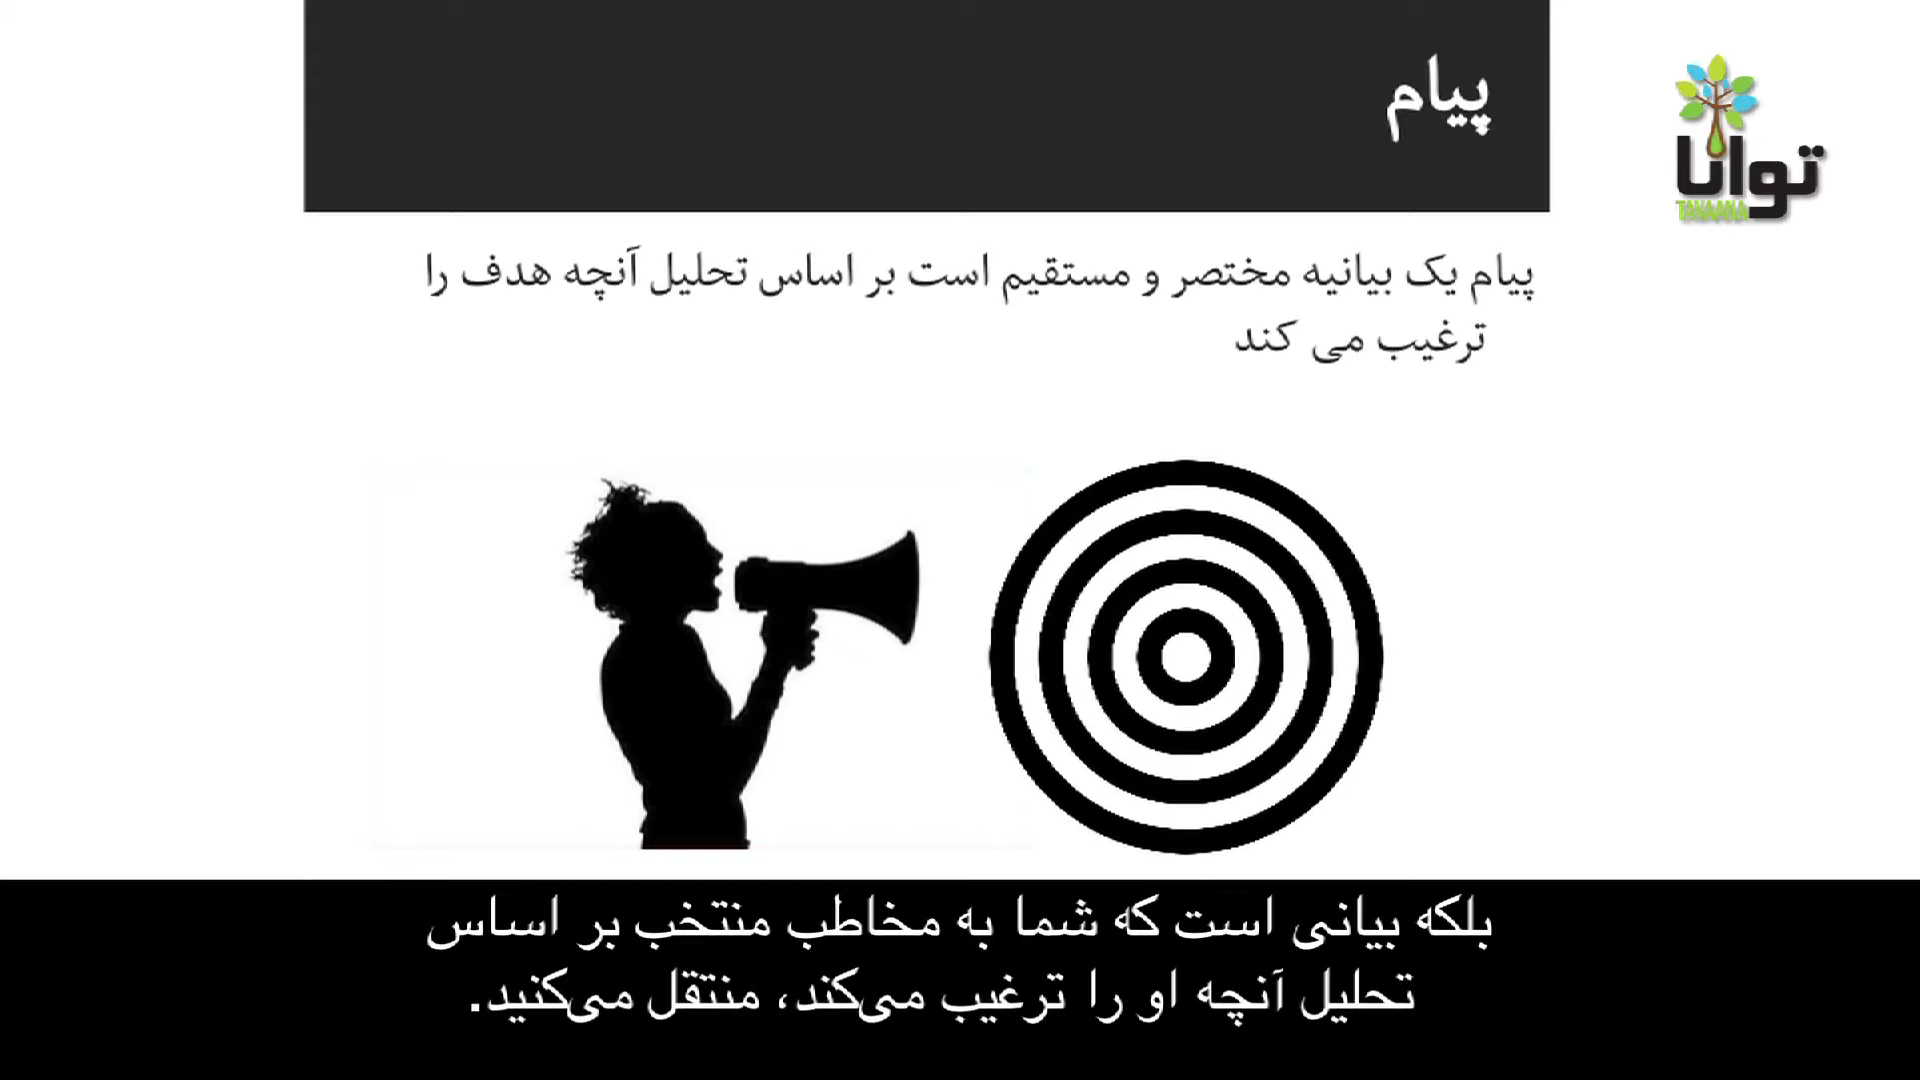 پیام
توانا
TAVAANA
پیام یک بیانیه مختصر و مستقیم است بر اساس تحلیل آنچه هدف را
ترغیب می کند
بلکه بیانی است که شما به مخاطب منتخب بر اساس
تحلیل آنچه او را ترغیب می‌کند، منتقل می‌کنید.